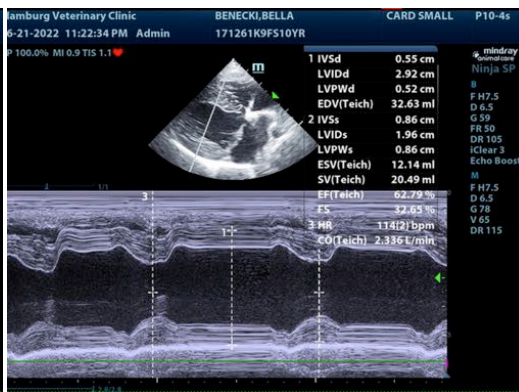 Hamburg Veterinary Clinic BENECKI,BELLA CARD SMALL P10-4s
6-21-2022 11:22:34 PM Admin 171261K9FS10YR
P 100.0% MI 0.9 TIS 1.1
m
mindray
animal care
Ninja SP
1 IVSd 0.55 cm
LVIDd 2.92 cm
LVPWd 0.52 cm
EDV(Teich) 32.63 ml
2 IVSs 0.86 cm
LVIDs 1.96 cm
LVPWs 0.86 cm
ESV(Teich) 12.14 ml
SV(Teich) 20.49 ml
EF(Teich) 62.79 %
FS 32.65 %
3 HR 114(2) bpm
CO(Teich) 2.336 L/min
B
F H7.5
D 6.5
G 59
FR 50
DR 105
iClear 3
Echo Boost
M
F H7.5
D 6.5
G 78
V 65
DR 115
1/1
3
1